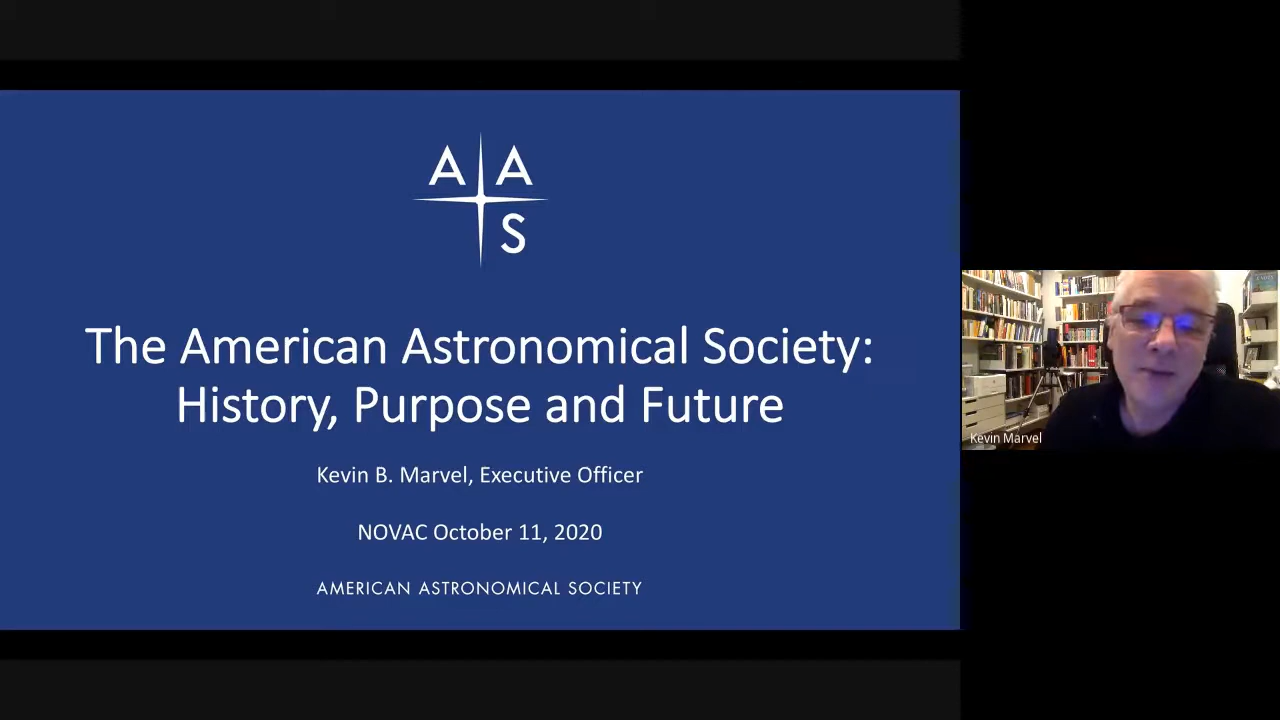 A A
S
The American Astronomical Society:
History, Purpose and Future
Kevin B. Marvel, Executive Officer
NOVAC October 11, 2020
AMERICAN ASTRONOMICAL SOCIETY
Kevin Marvel